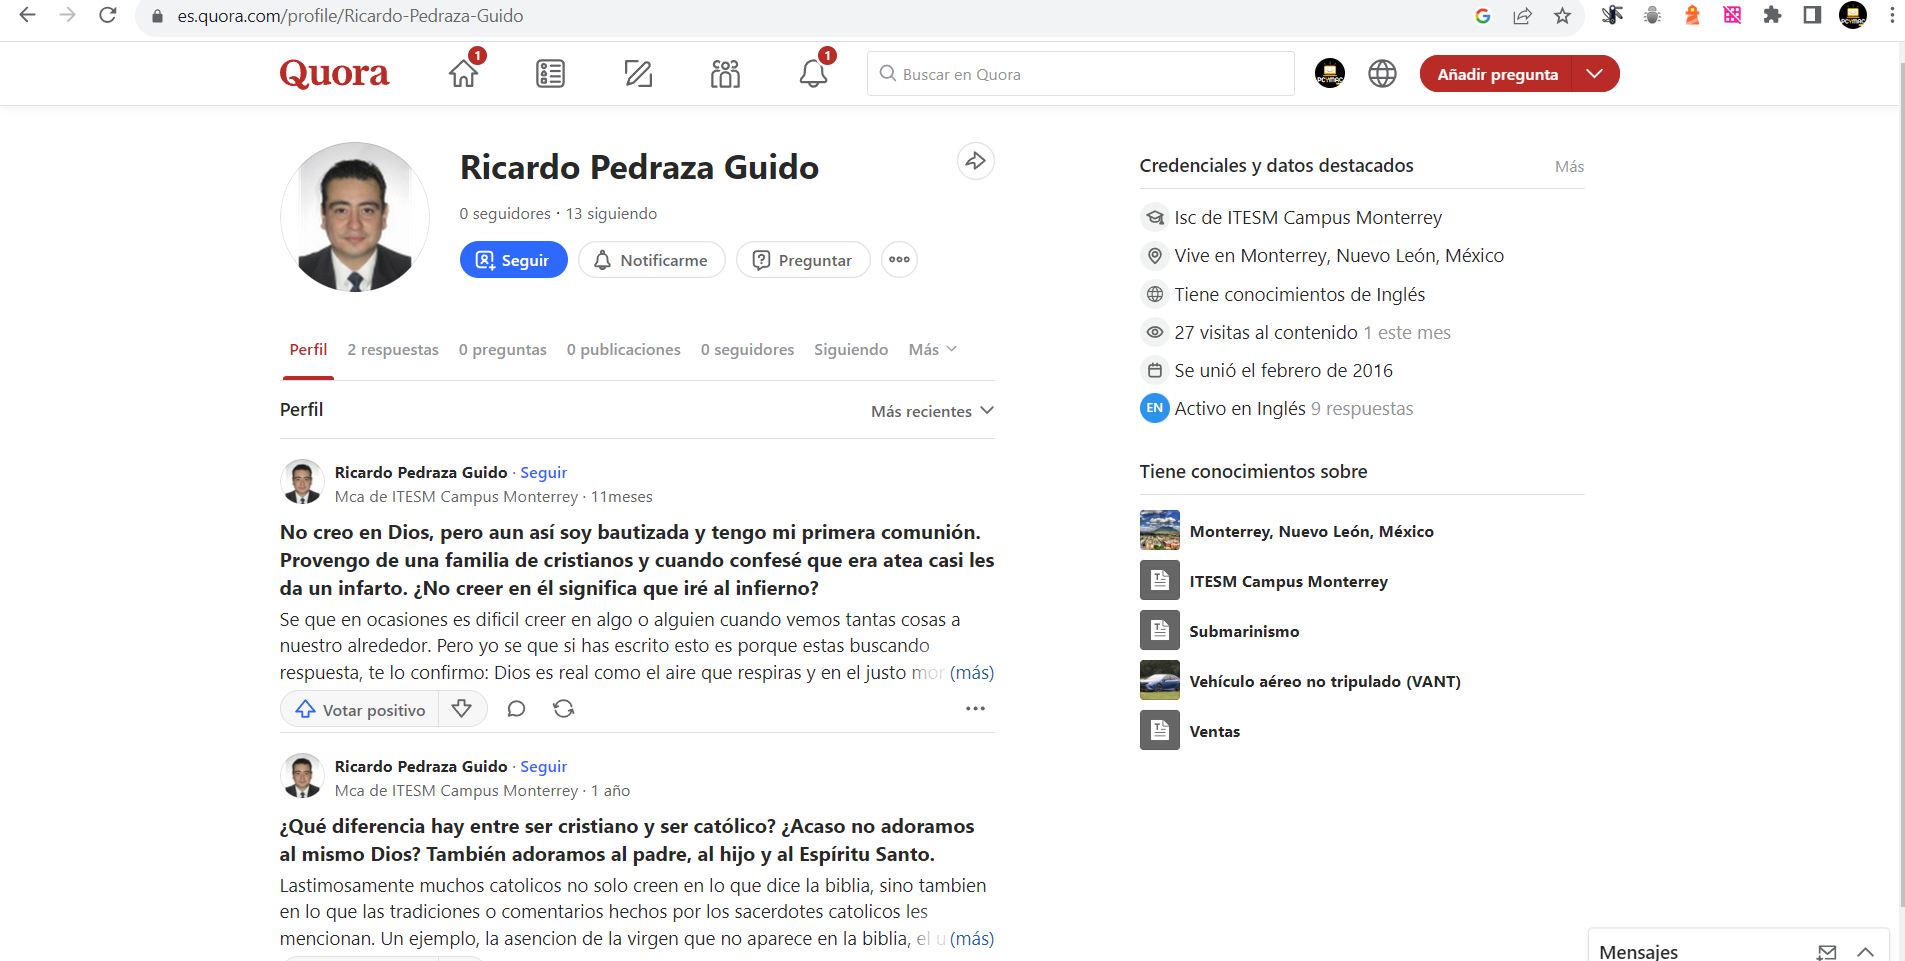 es.quora.com/profile/Ricardo-Pedraza-Guido
Quora
1
1
Buscar en Quora
Añadir pregunta
Ricardo Pedraza Guido
0 seguidores · 13 siguiendo
Seguir
Notificarme
Preguntar
Perfil
2 respuestas
0 preguntas
0 publicaciones
0 seguidores
Siguiendo
Más
Perfil
Más recientes
Ricardo Pedraza Guido · Seguir
Mca de ITESM Campus Monterrey · 11meses
No creo en Dios, pero aun así soy bautizada y tengo mi primera comunión.
Provengo de una familia de cristianos y cuando confesé que era atea casi les
da un infarto. ¿No creer en él significa que iré al infierno?
Se que en ocasiones es dificil creer en algo o alguien cuando vemos tantas cosas a
nuestro alrededor. Pero yo se que si has escrito esto es porque estas buscando
respuesta, te lo confirmo: Dios es real como el aire que respiras y en el justo mor (más)
Votar positivo
Ricardo Pedraza Guido · Seguir
Mca de ITESM Campus Monterrey · 1 año
¿Qué diferencia hay entre ser cristiano y ser católico? ¿Acaso no adoramos
al mismo Dios? También adoramos al padre, al hijo y al Espíritu Santo.
Lastimosamente muchos catolicos no solo creen en lo que dice la biblia, sino tambien
en lo que las tradiciones o comentarios hechos por los sacerdotes catolicos les
mencionan. Un ejemplo, la asencion de la virgen que no aparece en la biblia, el u (más)
Credenciales y datos destacados
Más
Isc de ITESM Campus Monterrey
Vive en Monterrey, Nuevo León, México
Tiene conocimientos de Inglés
27 visitas al contenido 1 este mes
Se unió el febrero de 2016
EN Activo en Inglés 9 respuestas
Tiene conocimientos sobre
Monterrey, Nuevo León, México
ITESM Campus Monterrey
Submarinismo
Vehículo aéreo no tripulado (VANT)
Ventas
Mensajes